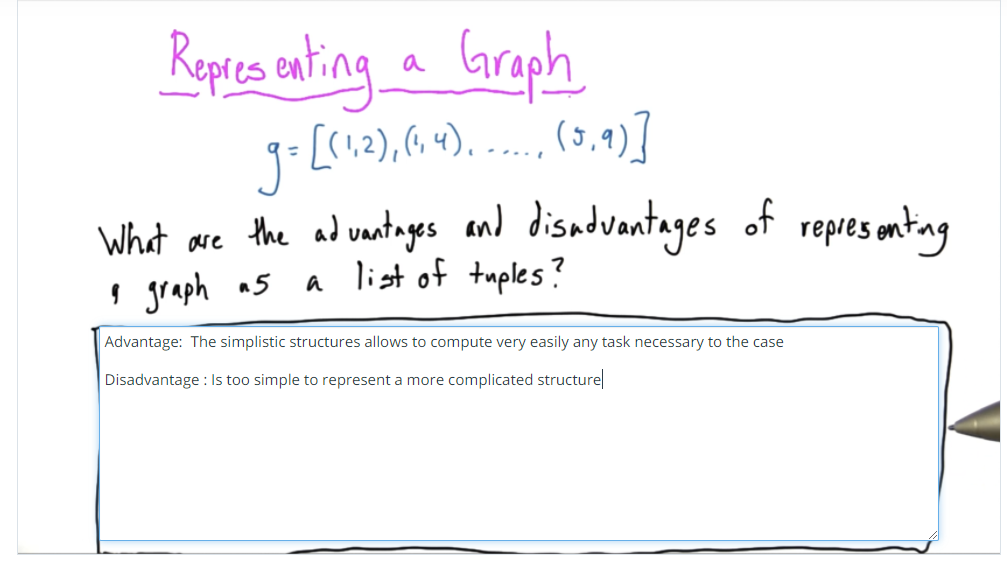 Representing a Graph
g=[(1,2),(1,4),.....,(5,9)]
What are the advantages and disadvantages of representing
a graph as a list of tuples?
Advantage:  The simplistic structures allows to compute very easily any task necessary to the case
Disadvantage : Is too simple to represent a more complicated structure